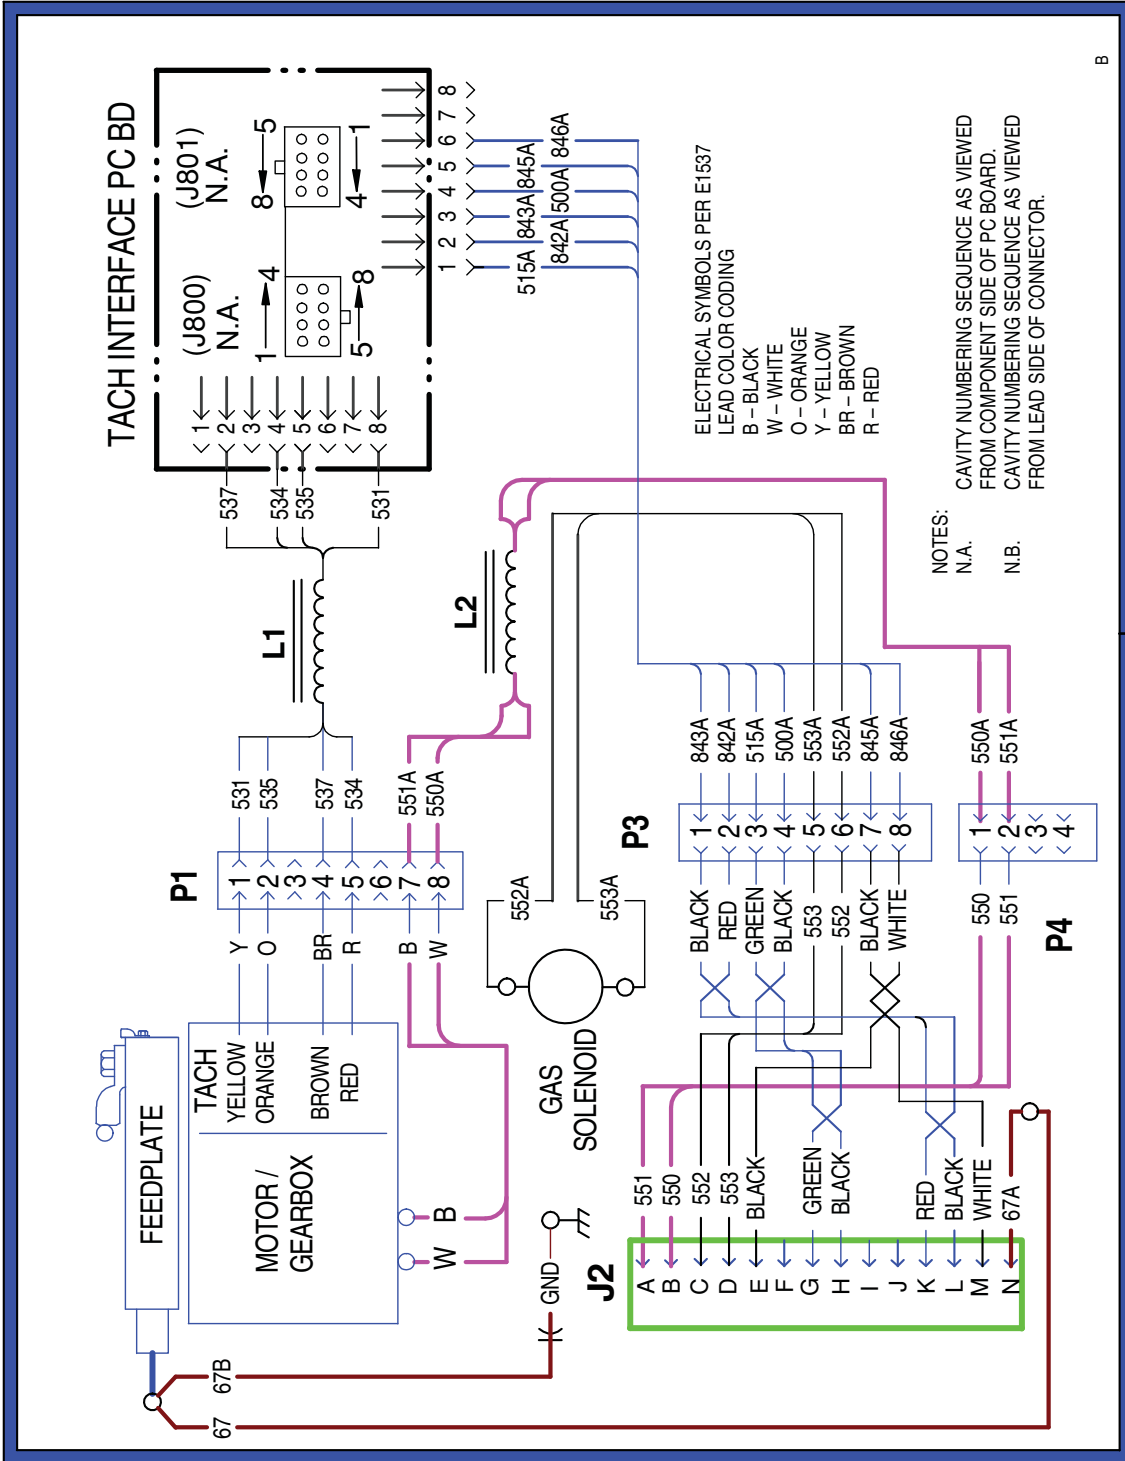 TACH INTERFACE PC BD
(J800)
N.A.
(J801)
N.A.
1 4
5 8
8 5
4 1
1
2
3
4
5
6
7
8
1 2 3 4 5 6 7 8
537
534
535
531
515A
842A
843A
500A
845A
846A
L1
L2
531
535
537
534
551A
550A
P1
1
2
3
4
5
6
7
8
Y
O
BR
R
B
W
FEEDPLATE
TACH
YELLOW
ORANGE
BROWN
RED
MOTOR /
GEARBOX
B
W
67B
67
GND
GAS
SOLENOID
552A
553A
ELECTRICAL SYMBOLS PER E1537
LEAD COLOR CODING
B – BLACK
W – WHITE
O – ORANGE
Y – YELLOW
BR – BROWN
R – RED
NOTES:
N.A. CAVITY NUMBERING SEQUENCE AS VIEWED
FROM COMPONENT SIDE OF PC BOARD.
N.B. CAVITY NUMBERING SEQUENCE AS VIEWED
FROM LEAD SIDE OF CONNECTOR.
B
843A
842A
515A
500A
553A
552A
845A
846A
P3
1
2
3
4
5
6
7
8
BLACK
RED
GREEN
BLACK
553
552
BLACK
WHITE
550A
551A
1
2
3
4
550
551
P4
J2
A
B
C
D
E
F
G
H
I
J
K
L
M
N
551
550
552
553
BLACK
GREEN
BLACK
RED
BLACK
WHITE
67A